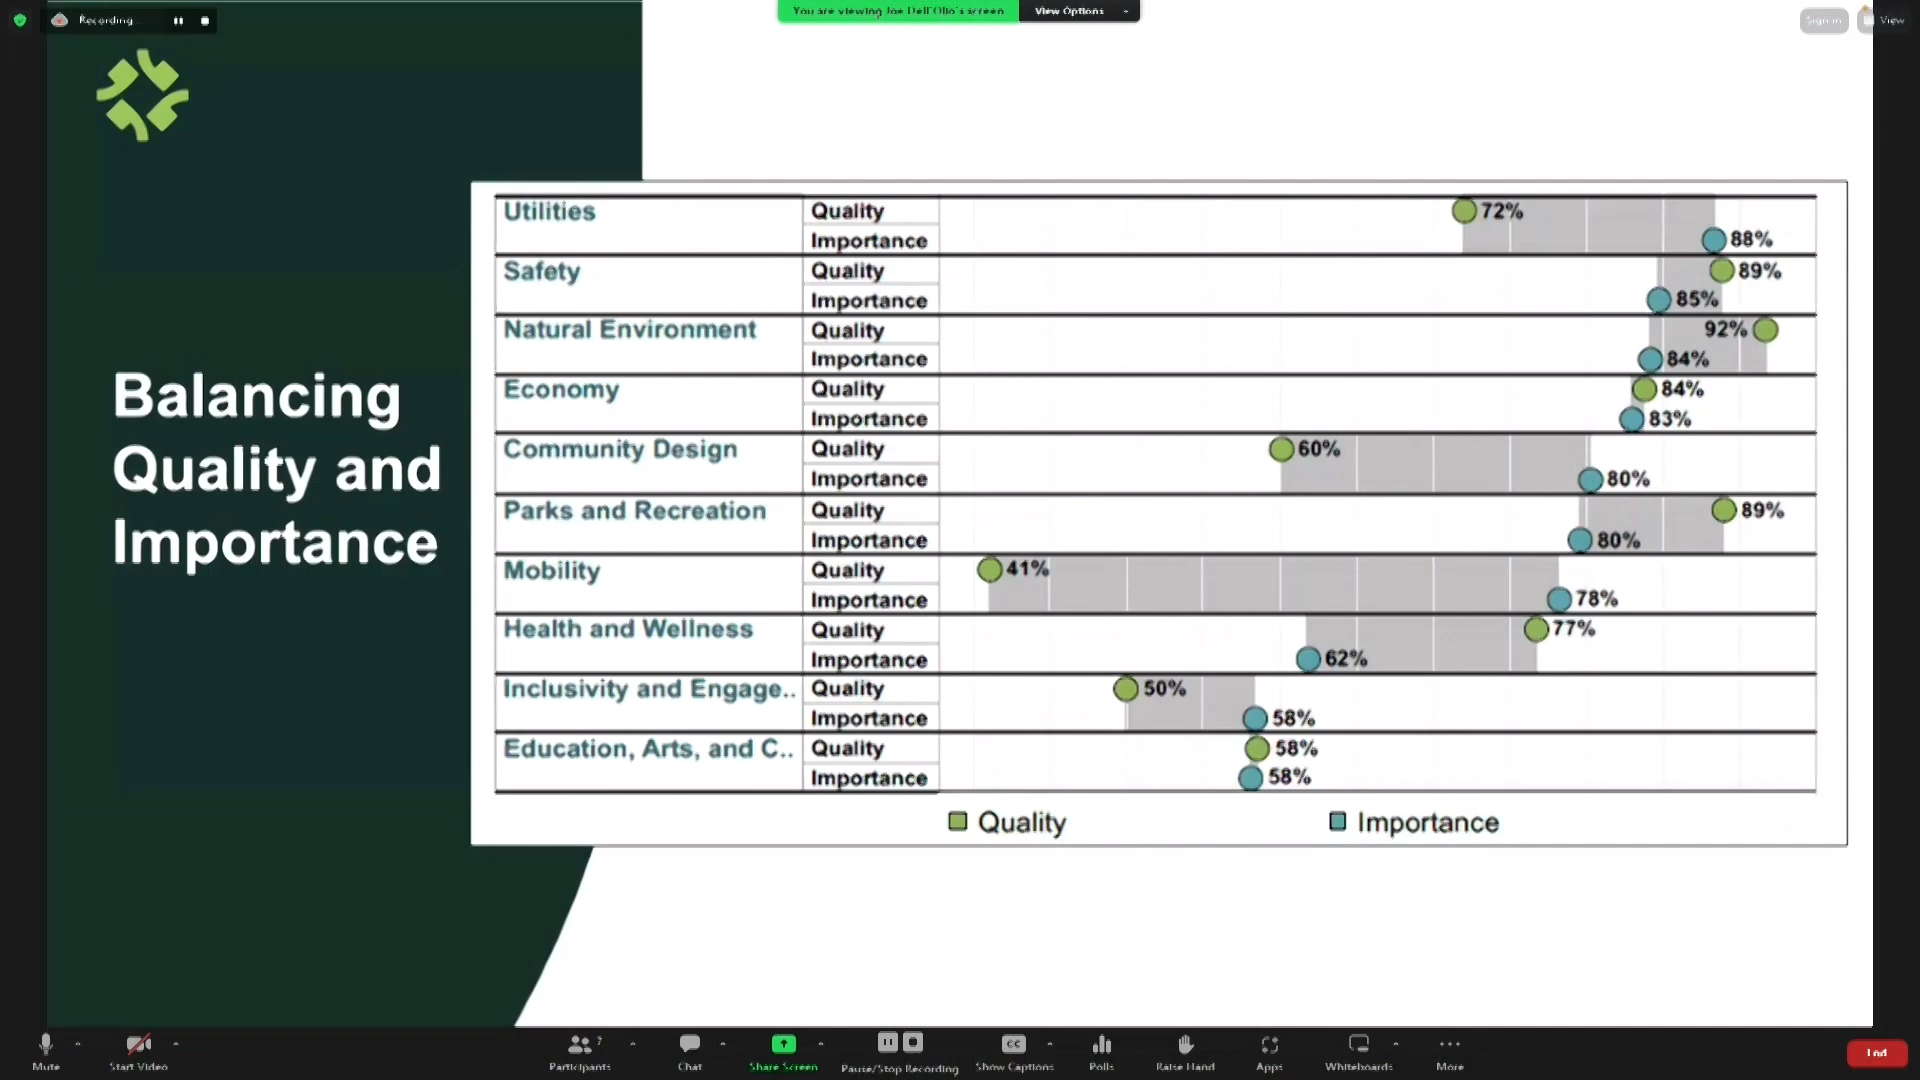 Recording...
You are viewing Joe Dell'Olio's screen
View Options
Sign in
View
Balancing
Quality and
Importance
Utilities
Quality
72%
Importance
88%
Safety
Quality
89%
Importance
85%
Natural Environment
Quality
92%
Importance
84%
Economy
Quality
84%
Importance
83%
Community Design
Quality
60%
Importance
80%
Parks and Recreation
Quality
89%
Importance
80%
Mobility
Quality
41%
Importance
78%
Health and Wellness
Quality
77%
Importance
62%
Inclusivity and Engage..
Quality
50%
Importance
58%
Education, Arts, and C..
Quality
58%
Importance
58%
Quality
Importance
Mute
Start Video
Participants
7
Chat
Share Screen
Pause/Stop Recording
CC
Show Captions
Polls
Raise Hand
Apps
Whiteboards
More
End